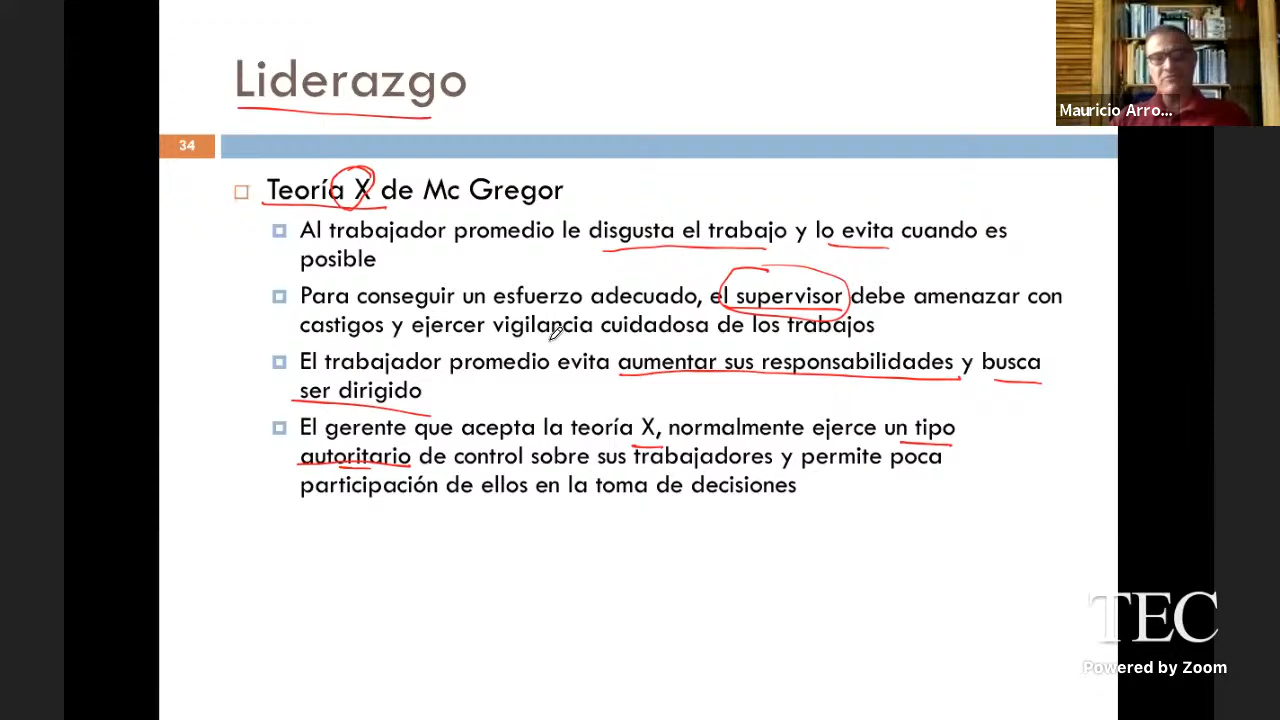 Liderazgo
Mauricio Arro...
34
Teoría X de Mc Gregor
Al trabajador promedio le disgusta el trabajo y lo evita cuando es
posible
Para conseguir un esfuerzo adecuado, el supervisor debe amenazar con
castigos y ejercer vigilancia cuidadosa de los trabajos
El trabajador promedio evita aumentar sus responsabilidades y busca
ser dirigido
El gerente que acepta la teoría X, normalmente ejerce un tipo
autoritario de control sobre sus trabajadores y permite poca
participación de ellos en la toma de decisiones
TEC
Powered by Zoom